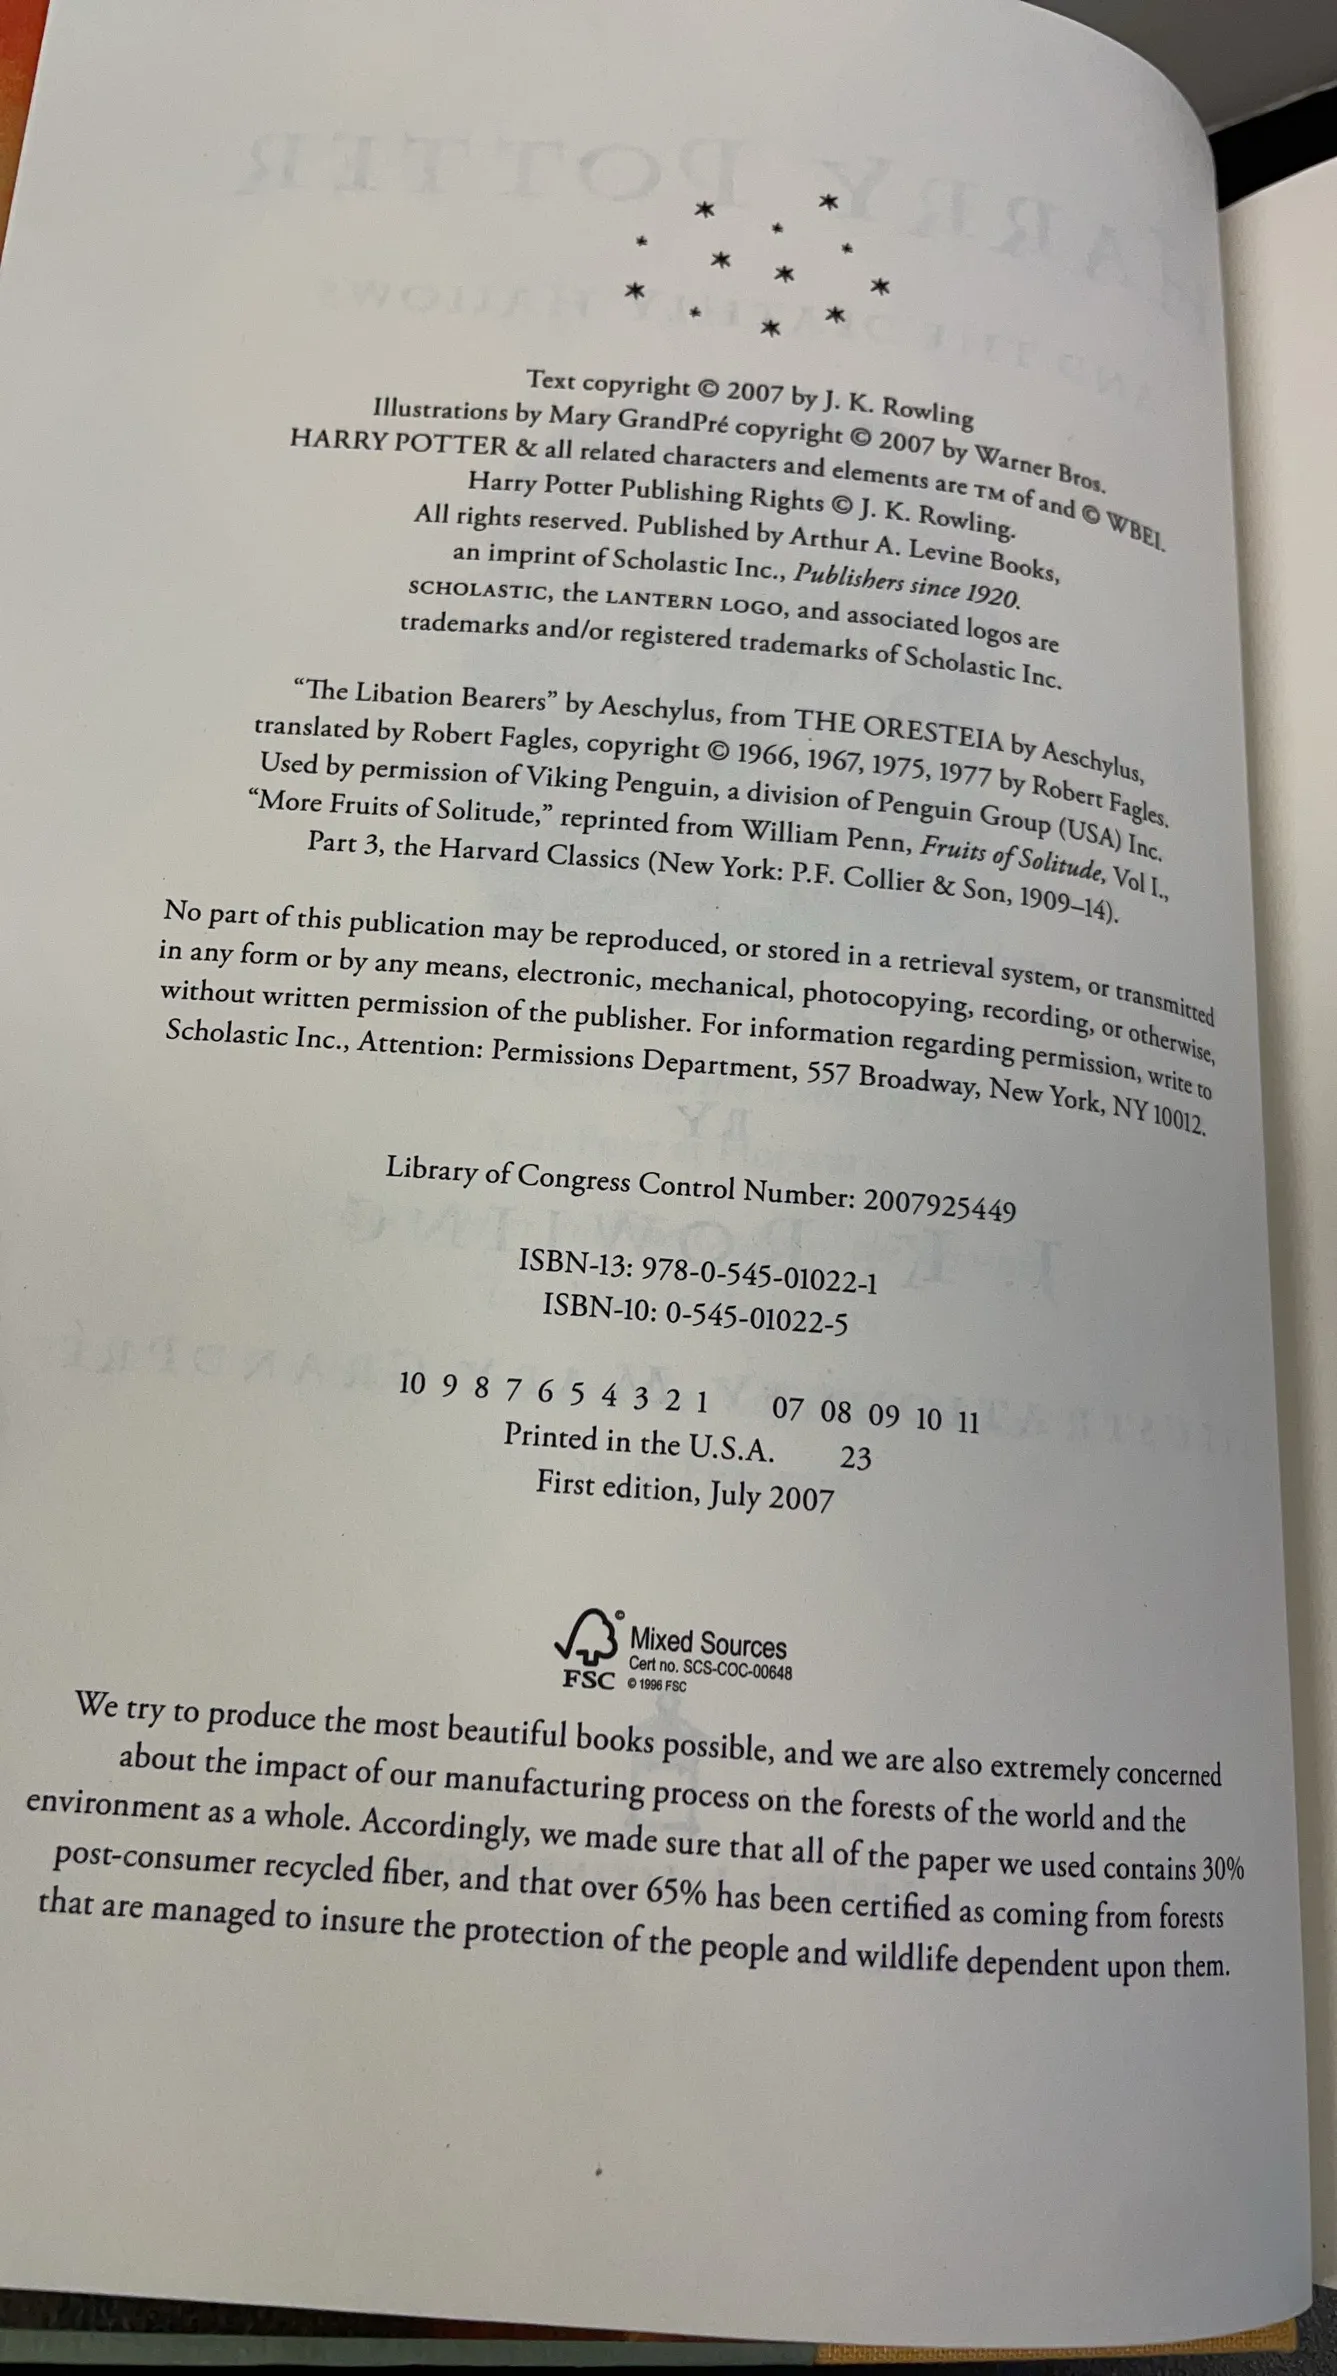 Text copyright © 2007 by J. K. Rowling
Illustrations by Mary GrandPré copyright © 2007 by Warner Bros.
HARRY POTTER & all related characters and elements are TM of and © WBEI.
Harry Potter Publishing Rights © J. K. Rowling.
All rights reserved. Published by Arthur A. Levine Books,
an imprint of Scholastic Inc., Publishers since 1920.
SCHOLASTIC, the LANTERN LOGO, and associated logos are
trademarks and/or registered trademarks of Scholastic Inc.
“The Libation Bearers” by Aeschylus, from THE ORESTEIA by Aeschylus,
translated by Robert Fagles, copyright © 1966, 1967, 1975, 1977 by Robert Fagles.
Used by permission of Viking Penguin, a division of Penguin Group (USA) Inc.
“More Fruits of Solitude,” reprinted from William Penn, Fruits of Solitude, Vol I.,
Part 3, the Harvard Classics (New York: P.F. Collier & Son, 1909–14).
No part of this publication may be reproduced, or stored in a retrieval system, or transmitted
in any form or by any means, electronic, mechanical, photocopying, recording, or otherwise,
without written permission of the publisher. For information regarding permission, write to
Scholastic Inc., Attention: Permissions Department, 557 Broadway, New York, NY 10012.
Library of Congress Control Number: 2007925449
ISBN-13: 978-0-545-01022-1
ISBN-10: 0-545-01022-5
10 9 8 7 6 5 4 3 2 1 07 08 09 10 11
Printed in the U.S.A. 23
First edition, July 2007
Mixed Sources
Cert no. SCS-COC-00648
FSC © 1996 FSC
We try to produce the most beautiful books possible, and we are also extremely concerned
about the impact of our manufacturing process on the forests of the world and the
environment as a whole. Accordingly, we made sure that all of the paper we used contains 30%
post-consumer recycled fiber, and that over 65% has been certified as coming from forests
that are managed to insure the protection of the people and wildlife dependent upon them.